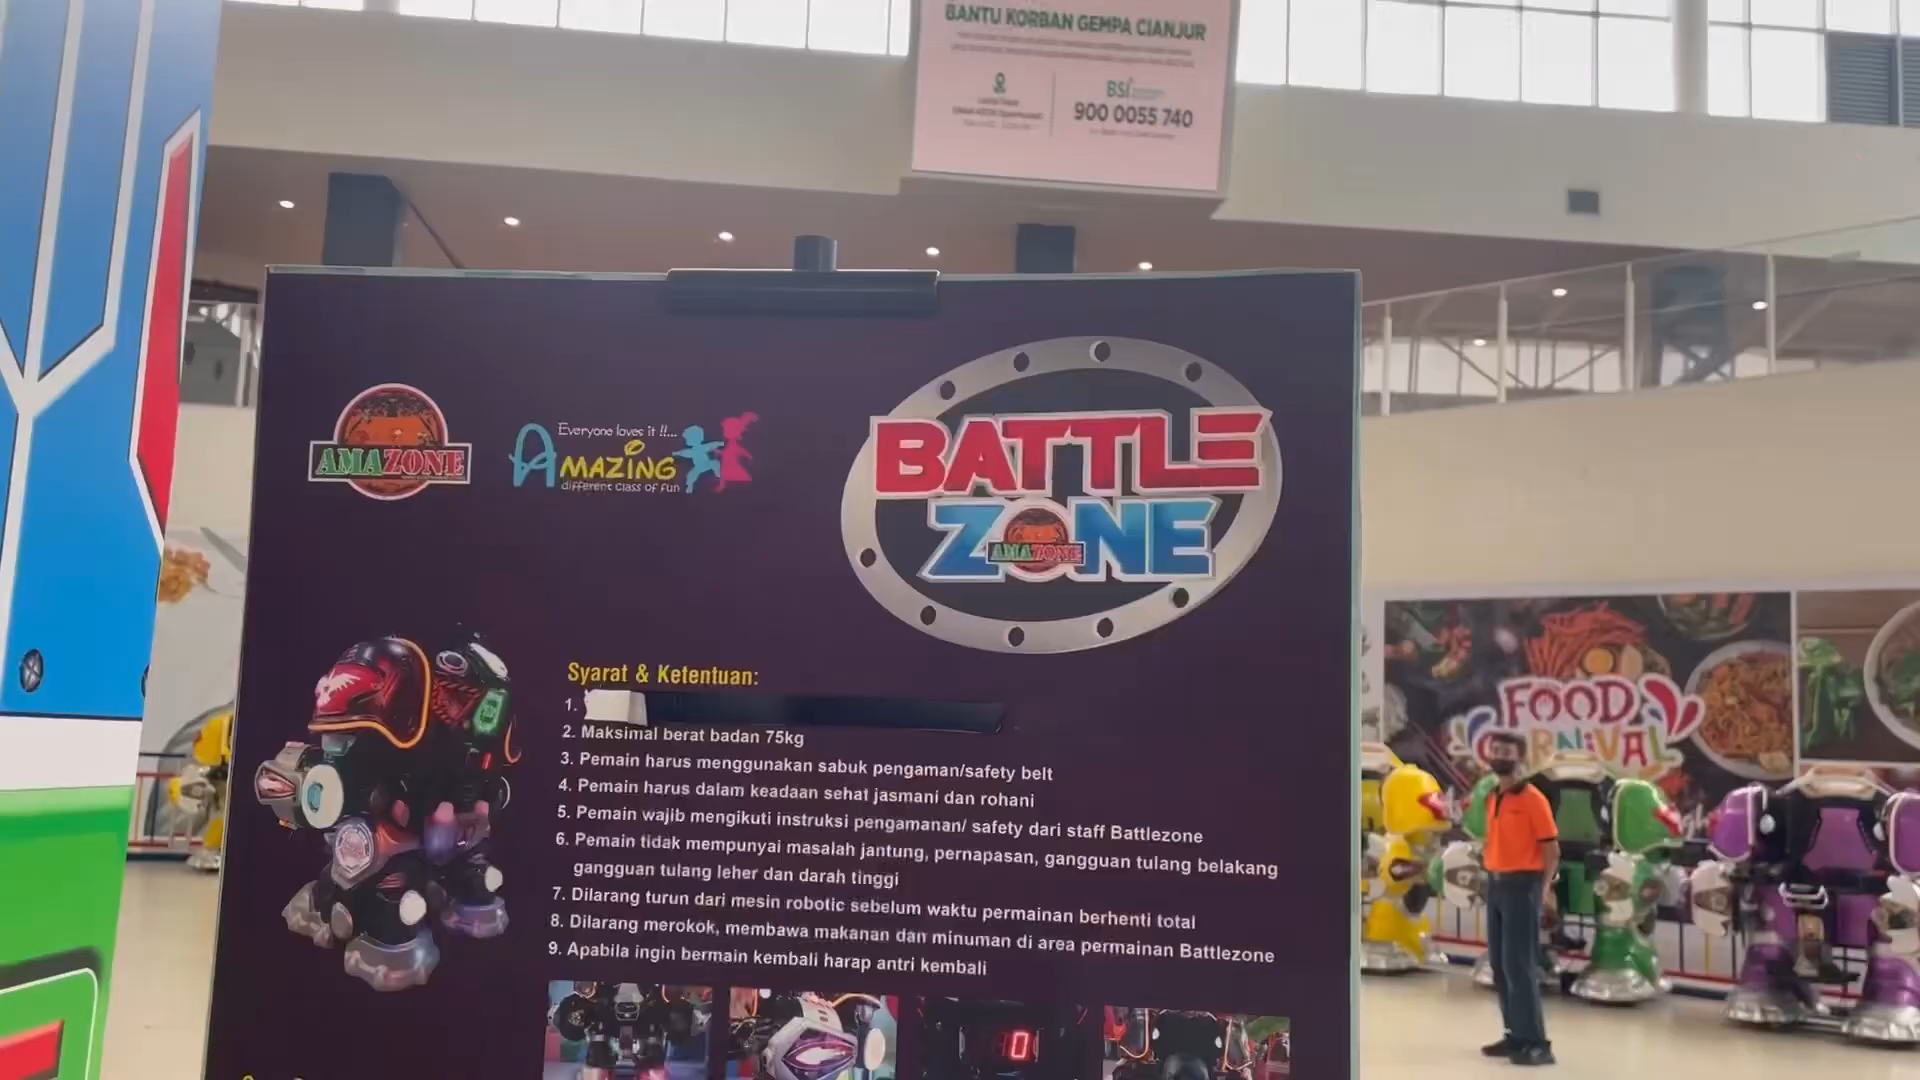 BANTU KORBAN GEMPA CIANJUR
BSI
900 0055 740
AMAZONE
Everyone loves it !!...
AMAZING
different class of fun
BATTLE
ZONE
AMAZONE
Syarat & Ketentuan:
1.
2. Maksimal berat badan 75kg
3. Pemain harus menggunakan sabuk pengaman/safety belt
4. Pemain harus dalam keadaan sehat jasmani dan rohani
5. Pemain wajib mengikuti instruksi pengamanan/ safety dari staff Battlezone
6. Pemain tidak mempunyai masalah jantung, pernapasan, gangguan tulang belakang
gangguan tulang leher dan darah tinggi
7. Dilarang turun dari mesin robotic sebelum waktu permainan berhenti total
8. Dilarang merokok, membawa makanan dan minuman di area permainan Battlezone
9. Apabila ingin bermain kembali harap antri kembali
0
FOOD
CARNIVAL